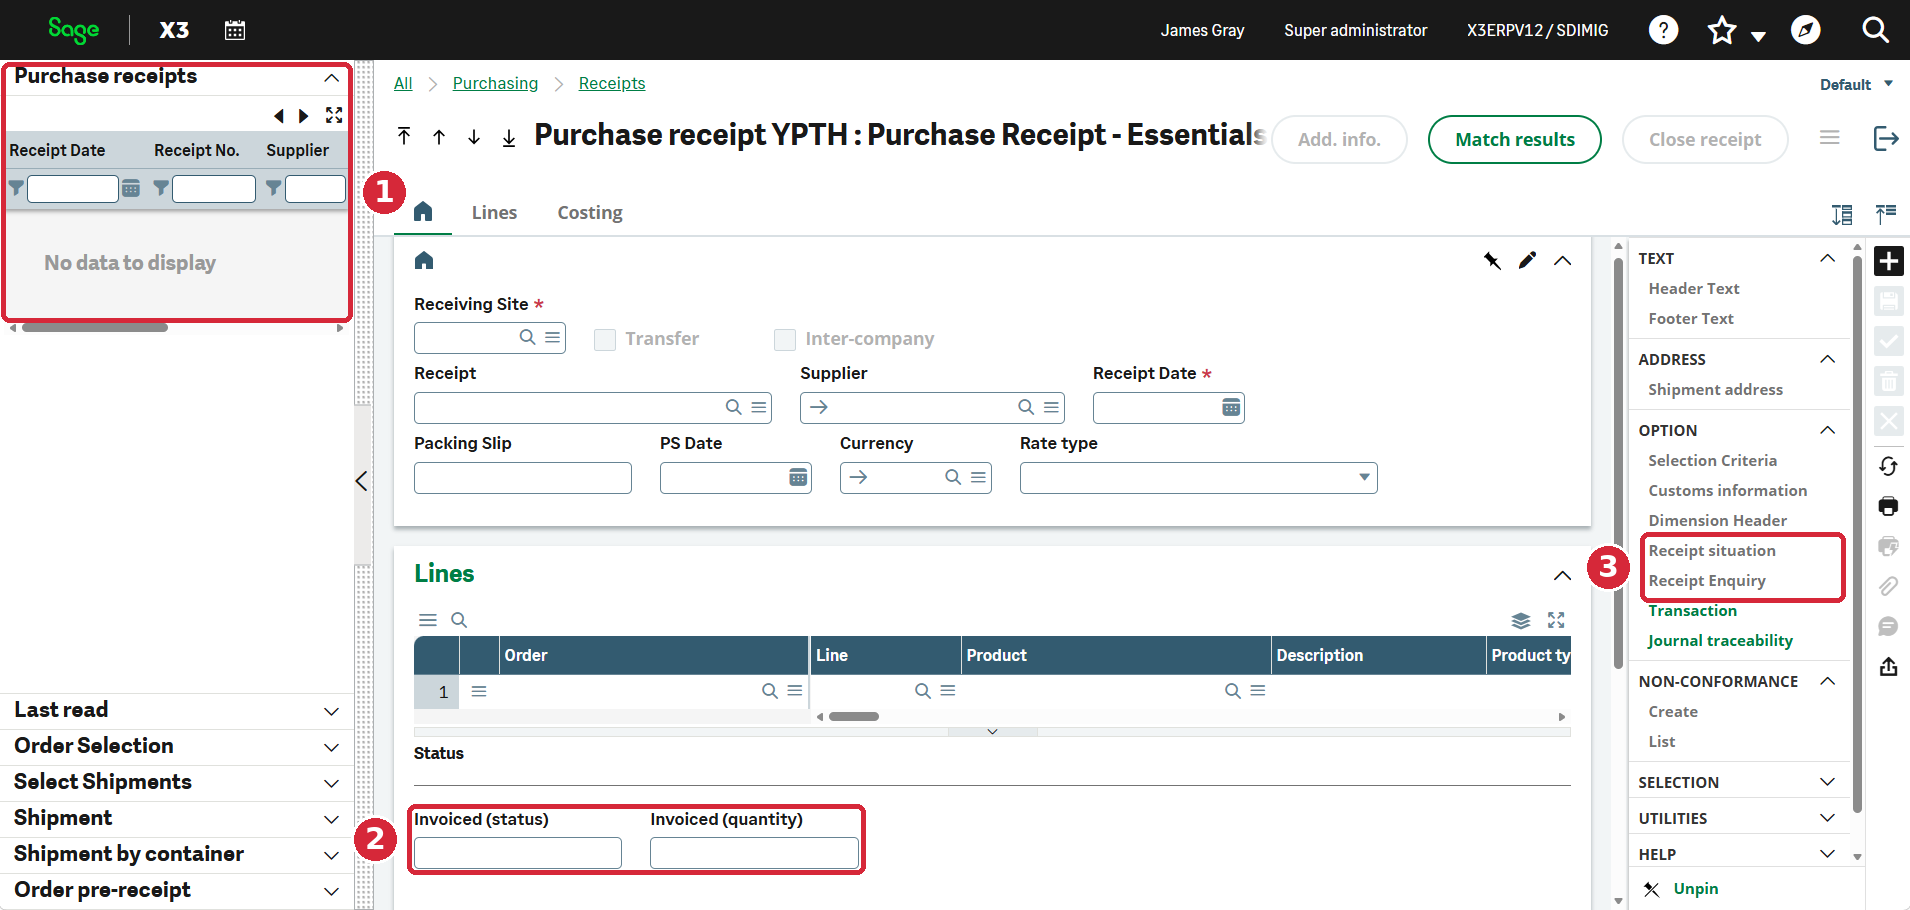 Sage X3 James Gray Super administrator X3ERPV12 / SDIMIG ?
Purchase receipts
Receipt Date Receipt No. Supplier
No data to display
Last read
Order Selection
Select Shipments
Shipment
Shipment by container
Order pre-receipt
1
All Purchasing Receipts
Default
Purchase receipt YPTH : Purchase Receipt - Essentials
Add. info. Match results Close receipt
Lines Costing
Receiving Site *
Transfer Inter-company
Receipt Supplier Receipt Date *
Packing Slip PS Date Currency Rate type
Lines
Order Line Product Description Product ty
1
Status
2
Invoiced (status) Invoiced (quantity)
TEXT
Header Text
Footer Text
ADDRESS
Shipment address
OPTION
Selection Criteria
Customs information
Dimension Header
3
Receipt situation
Receipt Enquiry
Transaction
Journal traceability
NON-CONFORMANCE
Create
List
SELECTION
UTILITIES
HELP
Unpin